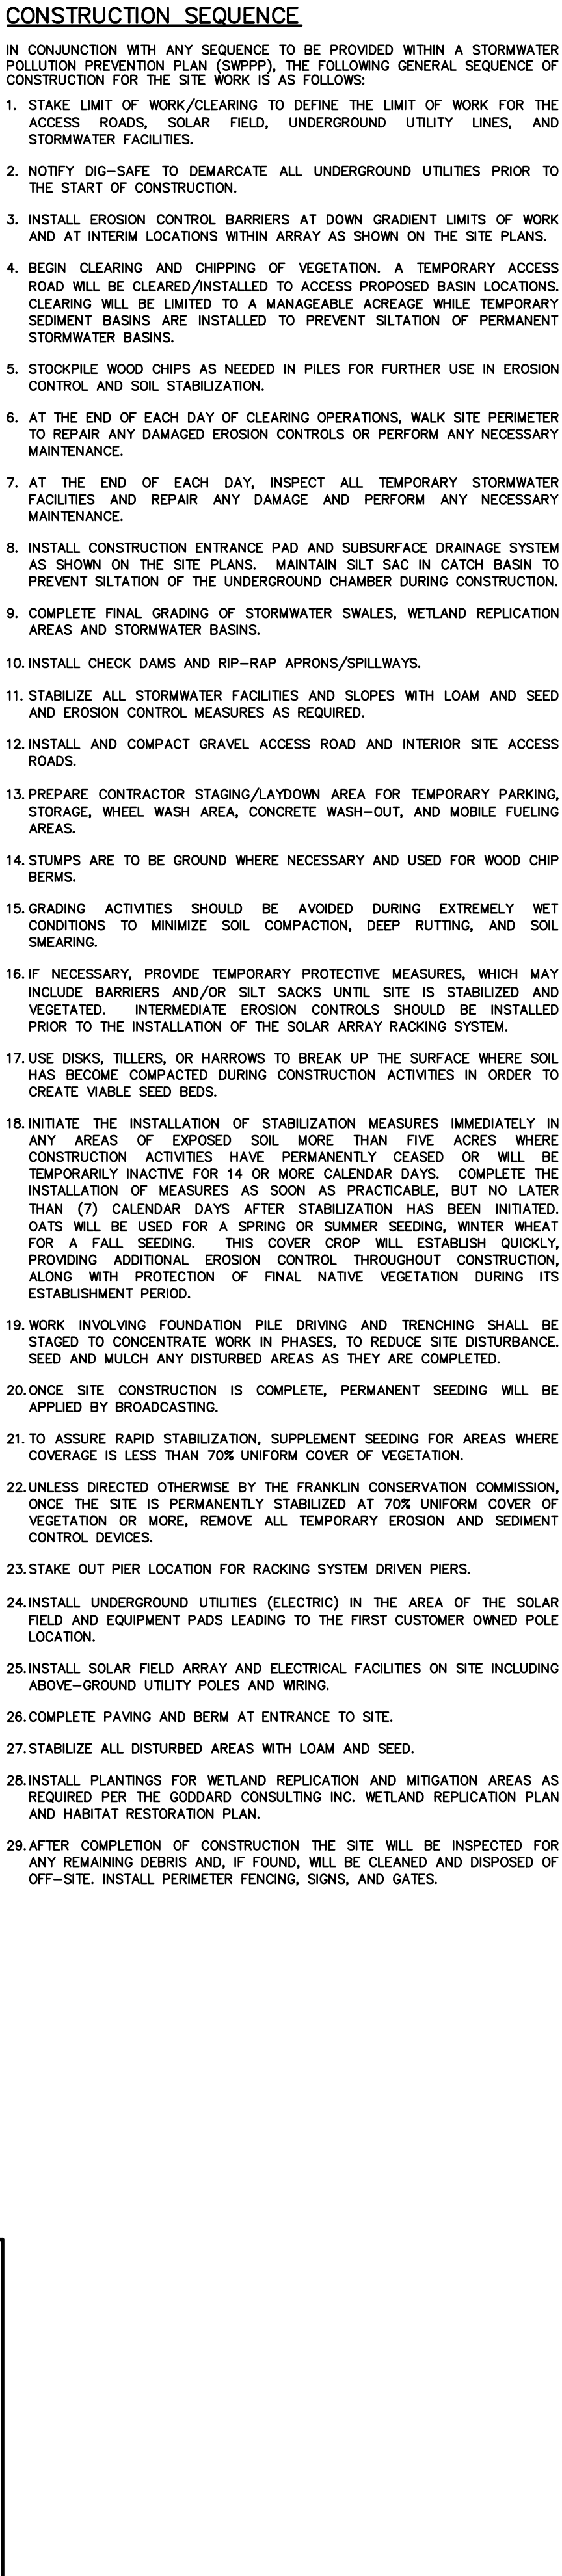 CONSTRUCTION SEQUENCE
IN CONJUNCTION WITH ANY SEQUENCE TO BE PROVIDED WITHIN A STORMWATER
POLLUTION PREVENTION PLAN (SWPPP), THE FOLLOWING GENERAL SEQUENCE OF
CONSTRUCTION FOR THE SITE WORK IS AS FOLLOWS:
1. STAKE LIMIT OF WORK/CLEARING TO DEFINE THE LIMIT OF WORK FOR THE
ACCESS ROADS, SOLAR FIELD, UNDERGROUND UTILITY LINES, AND
STORMWATER FACILITIES.
2. NOTIFY DIG-SAFE TO DEMARCATE ALL UNDERGROUND UTILITIES PRIOR TO
THE START OF CONSTRUCTION.
3. INSTALL EROSION CONTROL BARRIERS AT DOWN GRADIENT LIMITS OF WORK
AND AT INTERIM LOCATIONS WITHIN ARRAY AS SHOWN ON THE SITE PLANS.
4. BEGIN CLEARING AND CHIPPING OF VEGETATION. A TEMPORARY ACCESS
ROAD WILL BE CLEARED/INSTALLED TO ACCESS PROPOSED BASIN LOCATIONS.
CLEARING WILL BE LIMITED TO A MANAGEABLE ACREAGE WHILE TEMPORARY
SEDIMENT BASINS ARE INSTALLED TO PREVENT SILTATION OF PERMANENT
STORMWATER BASINS.
5. STOCKPILE WOOD CHIPS AS NEEDED IN PILES FOR FURTHER USE IN EROSION
CONTROL AND SOIL STABILIZATION.
6. AT THE END OF EACH DAY OF CLEARING OPERATIONS, WALK SITE PERIMETER
TO REPAIR ANY DAMAGED EROSION CONTROLS OR PERFORM ANY NECESSARY
MAINTENANCE.
7. AT THE END OF EACH DAY, INSPECT ALL TEMPORARY STORMWATER
FACILITIES AND REPAIR ANY DAMAGE AND PERFORM ANY NECESSARY
MAINTENANCE.
8. INSTALL CONSTRUCTION ENTRANCE PAD AND SUBSURFACE DRAINAGE SYSTEM
AS SHOWN ON THE SITE PLANS. MAINTAIN SILT SAC IN CATCH BASIN TO
PREVENT SILTATION OF THE UNDERGROUND CHAMBER DURING CONSTRUCTION.
9. COMPLETE FINAL GRADING OF STORMWATER SWALES, WETLAND REPLICATION
AREAS AND STORMWATER BASINS.
10. INSTALL CHECK DAMS AND RIP-RAP APRONS/SPILLWAYS.
11. STABILIZE ALL STORMWATER FACILITIES AND SLOPES WITH LOAM AND SEED
AND EROSION CONTROL MEASURES AS REQUIRED.
12. INSTALL AND COMPACT GRAVEL ACCESS ROAD AND INTERIOR SITE ACCESS
ROADS.
13. PREPARE CONTRACTOR STAGING/LAYDOWN AREA FOR TEMPORARY PARKING,
STORAGE, WHEEL WASH AREA, CONCRETE WASH-OUT, AND MOBILE FUELING
AREAS.
14. STUMPS ARE TO BE GROUND WHERE NECESSARY AND USED FOR WOOD CHIP
BERMS.
15. GRADING ACTIVITIES SHOULD BE AVOIDED DURING EXTREMELY WET
CONDITIONS TO MINIMIZE SOIL COMPACTION, DEEP RUTTING, AND SOIL
SMEARING.
16. IF NECESSARY, PROVIDE TEMPORARY PROTECTIVE MEASURES, WHICH MAY
INCLUDE BARRIERS AND/OR SILT SACKS UNTIL SITE IS STABILIZED AND
VEGETATED. INTERMEDIATE EROSION CONTROLS SHOULD BE INSTALLED
PRIOR TO THE INSTALLATION OF THE SOLAR ARRAY RACKING SYSTEM.
17. USE DISKS, TILLERS, OR HARROWS TO BREAK UP THE SURFACE WHERE SOIL
HAS BECOME COMPACTED DURING CONSTRUCTION ACTIVITIES IN ORDER TO
CREATE VIABLE SEED BEDS.
18. INITIATE THE INSTALLATION OF STABILIZATION MEASURES IMMEDIATELY IN
ANY AREAS OF EXPOSED SOIL MORE THAN FIVE ACRES WHERE
CONSTRUCTION ACTIVITIES HAVE PERMANENTLY CEASED OR WILL BE
TEMPORARILY INACTIVE FOR 14 OR MORE CALENDAR DAYS. COMPLETE THE
INSTALLATION OF MEASURES AS SOON AS PRACTICABLE, BUT NO LATER
THAN (7) CALENDAR DAYS AFTER STABILIZATION HAS BEEN INITIATED.
OATS WILL BE USED FOR A SPRING OR SUMMER SEEDING, WINTER WHEAT
FOR A FALL SEEDING. THIS COVER CROP WILL ESTABLISH QUICKLY,
PROVIDING ADDITIONAL EROSION CONTROL THROUGHOUT CONSTRUCTION,
ALONG WITH PROTECTION OF FINAL NATIVE VEGETATION DURING ITS
ESTABLISHMENT PERIOD.
19. WORK INVOLVING FOUNDATION PILE DRIVING AND TRENCHING SHALL BE
STAGED TO CONCENTRATE WORK IN PHASES, TO REDUCE SITE DISTURBANCE.
SEED AND MULCH ANY DISTURBED AREAS AS THEY ARE COMPLETED.
20. ONCE SITE CONSTRUCTION IS COMPLETE, PERMANENT SEEDING WILL BE
APPLIED BY BROADCASTING.
21. TO ASSURE RAPID STABILIZATION, SUPPLEMENT SEEDING FOR AREAS WHERE
COVERAGE IS LESS THAN 70% UNIFORM COVER OF VEGETATION.
22. UNLESS DIRECTED OTHERWISE BY THE FRANKLIN CONSERVATION COMMISSION,
ONCE THE SITE IS PERMANENTLY STABILIZED AT 70% UNIFORM COVER OF
VEGETATION OR MORE, REMOVE ALL TEMPORARY EROSION AND SEDIMENT
CONTROL DEVICES.
23. STAKE OUT PIER LOCATION FOR RACKING SYSTEM DRIVEN PIERS.
24. INSTALL UNDERGROUND UTILITIES (ELECTRIC) IN THE AREA OF THE SOLAR
FIELD AND EQUIPMENT PADS LEADING TO THE FIRST CUSTOMER OWNED POLE
LOCATION.
25. INSTALL SOLAR FIELD ARRAY AND ELECTRICAL FACILITIES ON SITE INCLUDING
ABOVE-GROUND UTILITY POLES AND WIRING.
26. COMPLETE PAVING AND BERM AT ENTRANCE TO SITE.
27. STABILIZE ALL DISTURBED AREAS WITH LOAM AND SEED.
28. INSTALL PLANTINGS FOR WETLAND REPLICATION AND MITIGATION AREAS AS
REQUIRED PER THE GODDARD CONSULTING INC. WETLAND REPLICATION PLAN
AND HABITAT RESTORATION PLAN.
29. AFTER COMPLETION OF CONSTRUCTION THE SITE WILL BE INSPECTED FOR
ANY REMAINING DEBRIS AND, IF FOUND, WILL BE CLEANED AND DISPOSED OF
OFF-SITE. INSTALL PERIMETER FENCING, SIGNS, AND GATES.